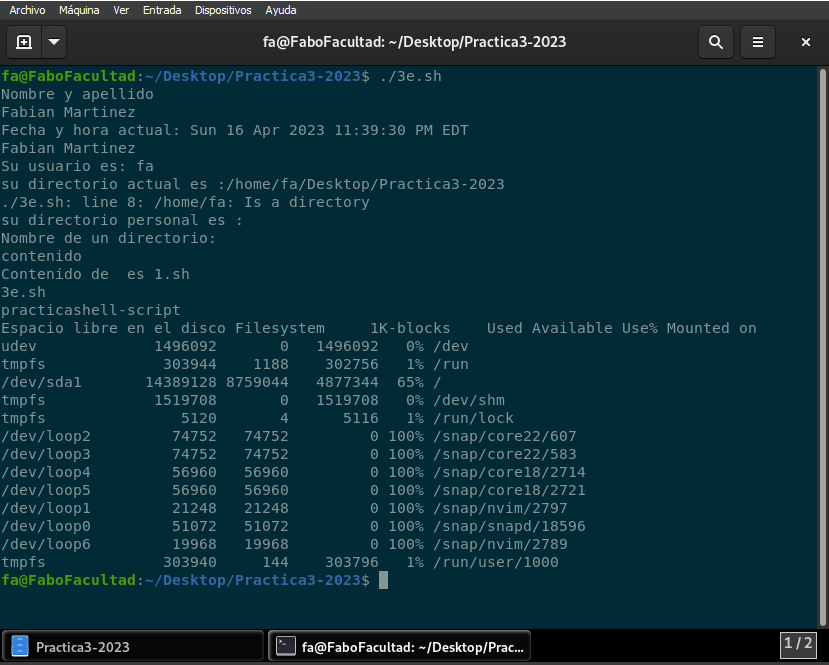 Archivo Máquina Ver Entrada Dispositivos Ayuda
fa@FaboFacultad: ~/Desktop/Practica3-2023
fa@FaboFacultad:~/Desktop/Practica3-2023$ ./3e.sh
Nombre y apellido
Fabian Martinez
Fecha y hora actual: Sun 16 Apr 2023 11:39:30 PM EDT
Fabian Martinez
Su usuario es: fa
su directorio actual es :/home/fa/Desktop/Practica3-2023
./3e.sh: line 8: /home/fa: Is a directory
su directorio personal es :
Nombre de un directorio:
contenido
Contenido de  es 1.sh
3e.sh
practicashell-script
Espacio libre en el disco Filesystem     1K-blocks    Used Available Use% Mounted on
udev             1496092       0   1496092   0% /dev
tmpfs             303944    1188    302756   1% /run
/dev/sda1       14389128 8759044   4877344  65% /
tmpfs            1519708       0   1519708   0% /dev/shm
tmpfs               5120       4      5116   1% /run/lock
/dev/loop2         74752   74752         0 100% /snap/core22/607
/dev/loop3         74752   74752         0 100% /snap/core22/583
/dev/loop4         56960   56960         0 100% /snap/core18/2714
/dev/loop5         56960   56960         0 100% /snap/core18/2721
/dev/loop1         21248   21248         0 100% /snap/nvim/2797
/dev/loop0         51072   51072         0 100% /snap/snapd/18596
/dev/loop6         19968   19968         0 100% /snap/nvim/2789
tmpfs             303940     144    303796   1% /run/user/1000
fa@FaboFacultad:~/Desktop/Practica3-2023$
Practica3-2023
fa@FaboFacultad: ~/Desktop/Prac...
1/2